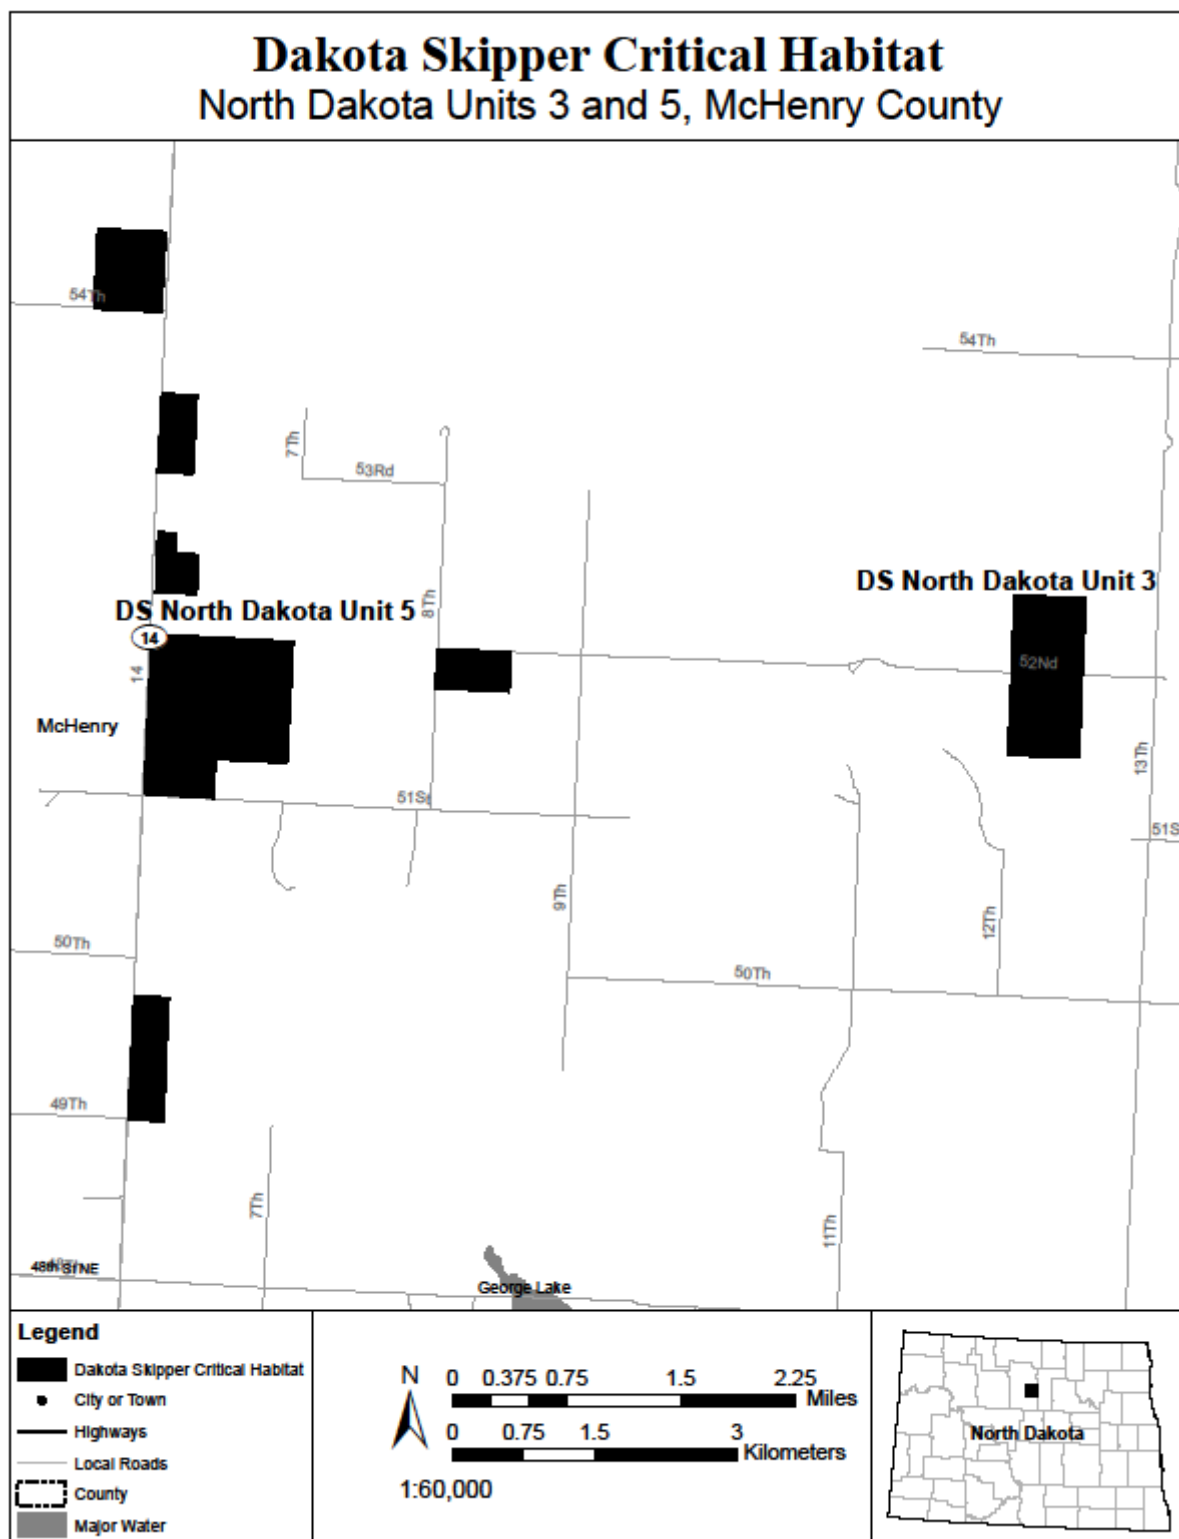 Dakota Skipper Critical Habitat
North Dakota Units 3 and 5, McHenry County
54Th
54Th
7Th
53Rd
8Th
DS North Dakota Unit 3
DS North Dakota Unit 5
14
14
52Nd
McHenry
13Th
51St
51S
9Th
12Th
50Th
50Th
49Th
7Th
11Th
48th St NE
George Lake
Legend
Dakota Skipper Critical Habitat
City or Town
Highways
Local Roads
County
Major Water
N
0 0.375 0.75 1.5 2.25
Miles
0 0.75 1.5 3
Kilometers
1:60,000
North Dakota